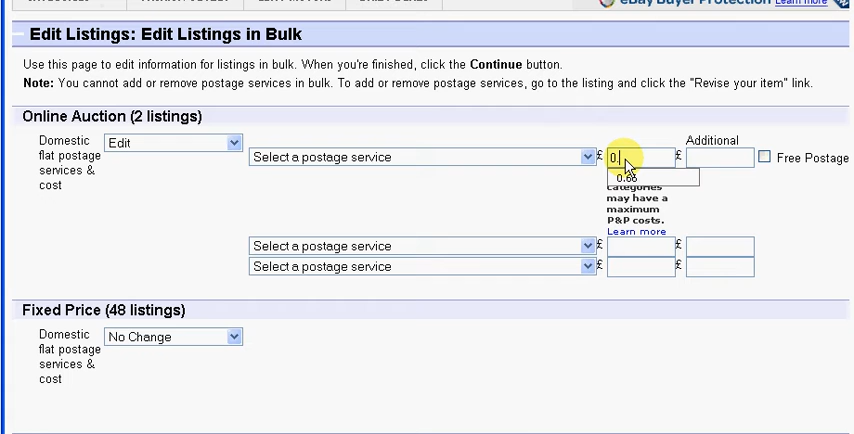 eBay Buyer Protection Learn more
Edit Listings: Edit Listings in Bulk
Use this page to edit information for listings in bulk. When you're finished, click the Continue button.
Note: You cannot add or remove postage services in bulk. To add or remove postage services, go to the listing and click the "Revise your item" link.
Online Auction (2 listings)
Additional
Domestic flat postage services & cost
Edit
Select a postage service £ 0. £ Free Postage
0.66
categories
may have a
maximum
P&P costs.
Learn more
Select a postage service £ £
Select a postage service £ £
Fixed Price (48 listings)
Domestic
flat postage
services &
cost
No Change